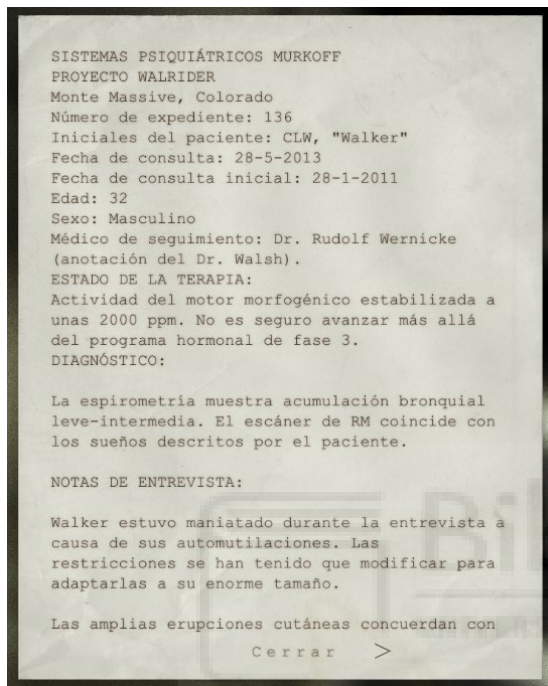 SISTEMAS PSIQUIÁTRICOS MURKOFF
PROYECTO WALRIDER
Monte Massive, Colorado
Número de expediente: 136
Iniciales del paciente: CLW, "Walker"
Fecha de consulta: 28-5-2013
Fecha de consulta inicial: 28-1-2011
Edad: 32
Sexo: Masculino
Médico de seguimiento: Dr. Rudolf Wernicke
(anotación del Dr. Walsh).
ESTADO DE LA TERAPIA:
Actividad del motor morfogénico estabilizada a
unas 2000 ppm. No es seguro avanzar más allá
del programa hormonal de fase 3.
DIAGNÓSTICO:
La espirometría muestra acumulación bronquial
leve-intermedia. El escáner de RM coincide con
los sueños descritos por el paciente.
NOTAS DE ENTREVISTA:
Walker estuvo maniatado durante la entrevista a
causa de sus automutilaciones. Las
restricciones se han tenido que modificar para
adaptarlas a su enorme tamaño.
Las amplias erupciones cutáneas concuerdan con
Cerrar >